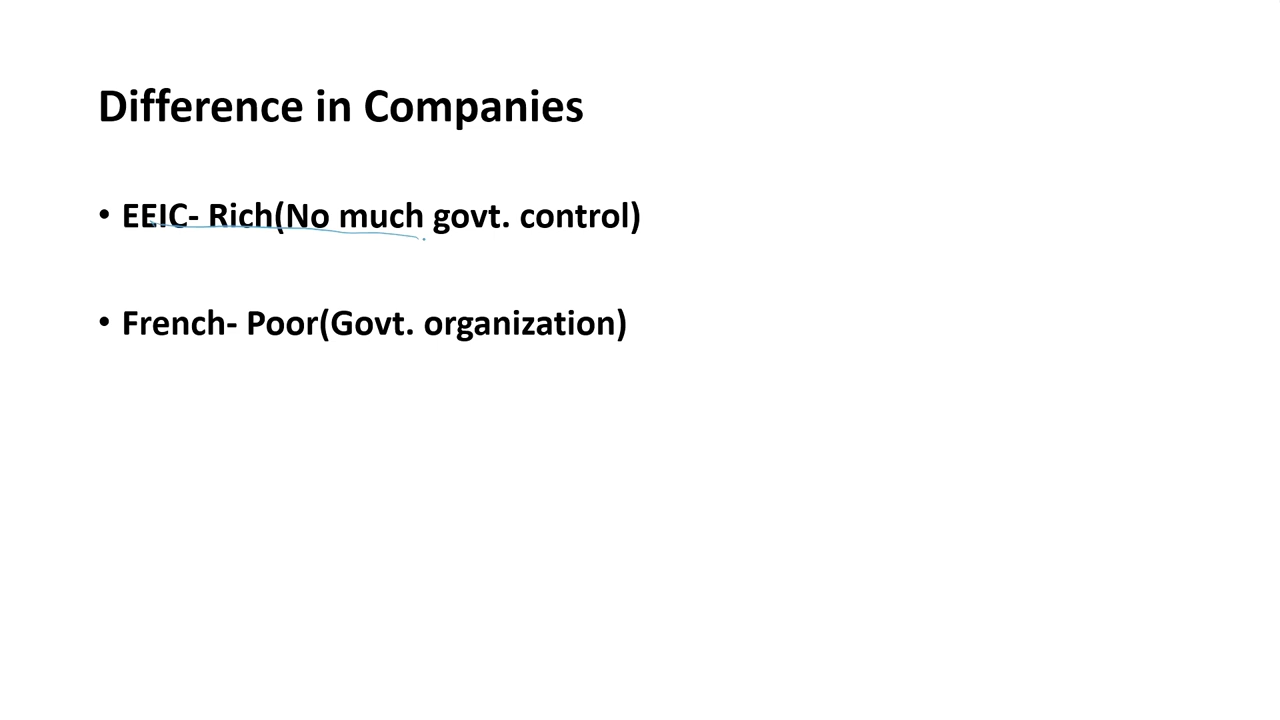 Difference in Companies
• EEIC- Rich(No much govt. control)
• French- Poor(Govt. organization)